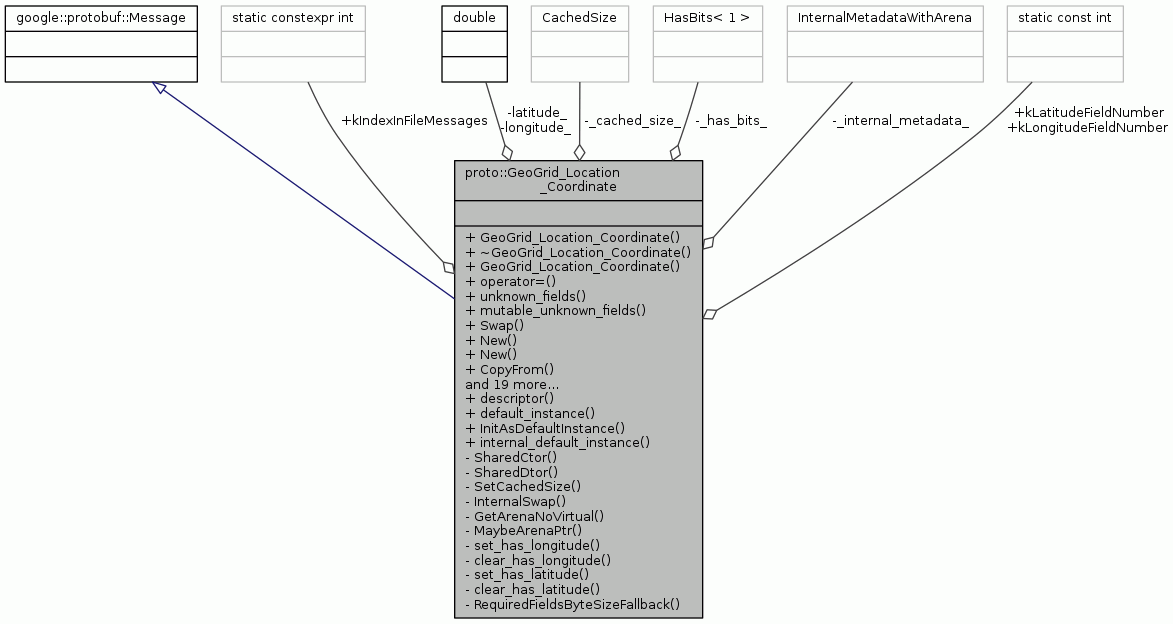 google::protobuf::Message
static constexpr int
double
CachedSize
HasBits< 1 >
InternalMetadataWithArena
static const int
+kIndexInFileMessages
-latitude_
-longitude_
-_cached_size_
-_has_bits_
-_internal_metadata_
+kLatitudeFieldNumber
+kLongitudeFieldNumber
proto::GeoGrid_Location
_Coordinate
+ GeoGrid_Location_Coordinate()
+ ~GeoGrid_Location_Coordinate()
+ GeoGrid_Location_Coordinate()
+ operator=()
+ unknown_fields()
+ mutable_unknown_fields()
+ Swap()
+ New()
+ New()
+ CopyFrom()
and 19 more...
+ descriptor()
+ default_instance()
+ InitAsDefaultInstance()
+ internal_default_instance()
- SharedCtor()
- SharedDtor()
- SetCachedSize()
- InternalSwap()
- GetArenaNoVirtual()
- MaybeArenaPtr()
- set_has_longitude()
- clear_has_longitude()
- set_has_latitude()
- clear_has_latitude()
- RequiredFieldsByteSizeFallback()